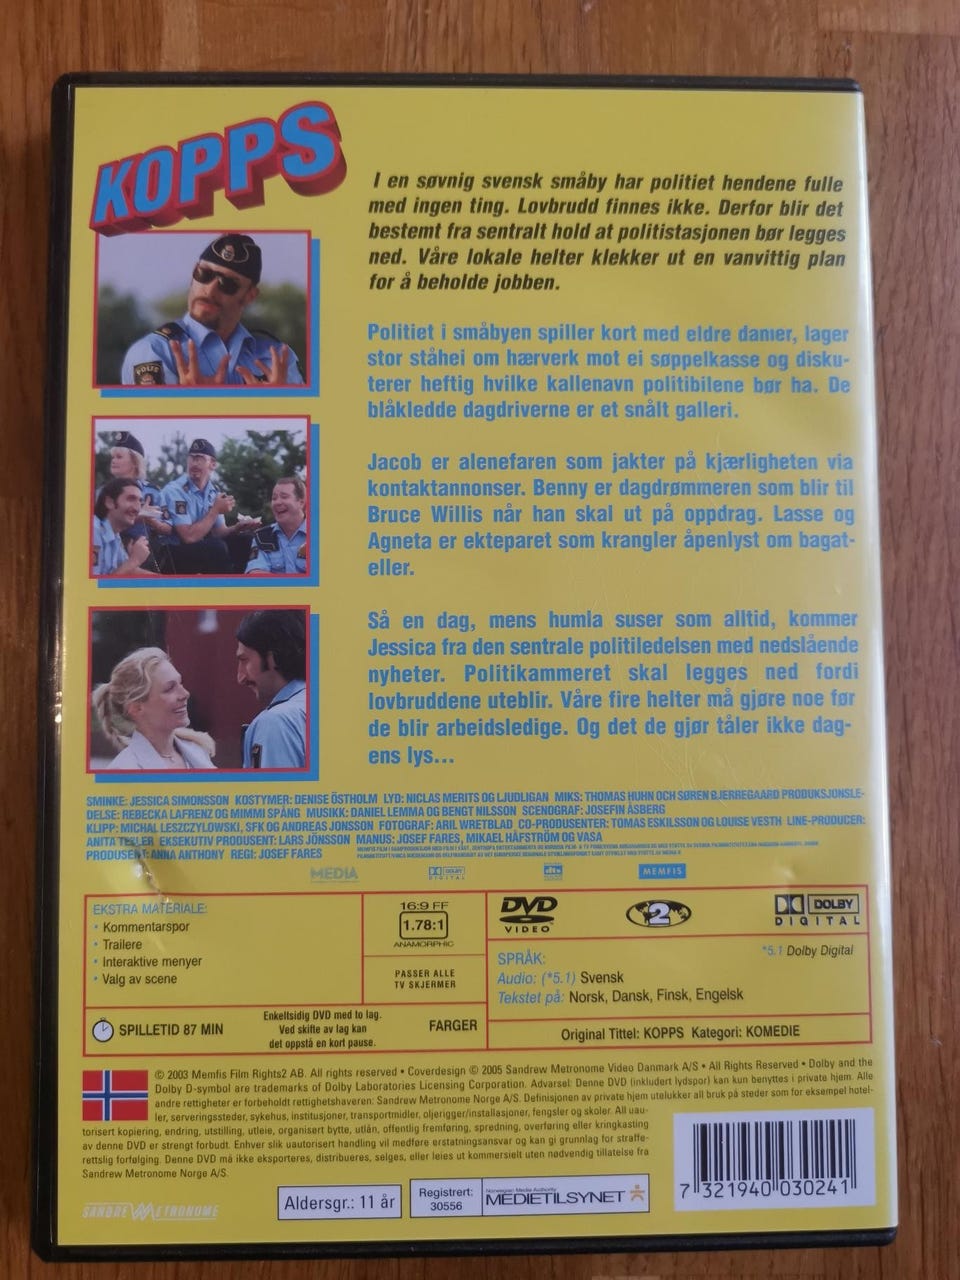 KOPPS
I en søvnig svensk småby har politiet hendene fulle
med ingen ting. Lovbrudd finnes ikke. Derfor blir det
bestemt fra sentralt hold at politistasjonen bør legges
ned. Våre lokale helter klekker ut en vanvittig plan
for å beholde jobben.
Politiet i småbyen spiller kort med eldre damer, lager
stor ståhei om hærverk mot ei søppelkasse og disku-
terer heftig hvilke kallenavn politibilene bør ha. De
blåkledde dagdriverne er et snålt galleri.
POLIS
Jacob er alenefaren som jakter på kjærligheten via
kontaktannonser. Benny er dagdrømmeren som blir til
Bruce Willis når han skal ut på oppdrag. Lasse og
Agneta er ekteparet som krangler åpenlyst om bagat-
eller.
Så en dag, mens humla suser som alltid, kommer
Jessica fra den sentrale politiledelsen med nedslående
nyheter. Politikammeret skal legges ned fordi
lovbruddene uteblir. Våre fire helter må gjøre noe før
de blir arbeidsledige. Og det de gjør tåler ikke dag-
ens lys...
SMINKE: JESSICA SIMONSSON KOSTYMER: DENISE ÖSTHOLM LYD: NICLAS MERITS OG LJUDLIGAN MIKS: THOMAS HUHN OCH SØREN BJERREGAARD PRODUKSJONSLE-
DELSE: REBECKA LAFRENZ OG MIMMI SPÅNG MUSIKK: DANIEL LEMMA OG BENGT NILSSON SCENOGRAF: JOSEFIN ÅSBERG
KLIPP: MICHAL LESZCZYLOWSKI, SFK OG ANDREAS JONSSON FOTOGRAF: ARIL WRETBLAD CO-PRODUSENTER: TOMAS ESKILSSON OG LOUISE VESTH LINE-PRODUCER:
ANITA TESLER EKSEKUTIV PRODUSENT: LARS JÖNSSON MANUS: JOSEF FARES, MIKAEL HÅFSTRÖM OG VASA
PRODUSENT: ANNA ANTHONY REGI: JOSEF FARES
MEDIA
DOLBY DIGITAL
dts
MEMFIS
EKSTRA MATERIALE:
• Kommentarspor
• Trailere
• Interaktive menyer
• Valg av scene
16:9 FF
1.78:1
ANAMORPHIC
PASSER ALLE
TV SKJERMER
DVD
VIDEO
2
DOLBY
DIGITAL
*5.1 Dolby Digital
SPRÅK:
Audio: (*5.1) Svensk
Tekstet på: Norsk, Dansk, Finsk, Engelsk
SPILLETID 87 MIN
Enkeltsidig DVD med to lag.
Ved skifte av lag kan
det oppstå en kort pause.
FARGER
Original Tittel: KOPPS Kategori: KOMEDIE
© 2003 Memfis Film Rights2 AB. All rights reserved • Coverdesign © 2005 Sandrew Metronome Video Danmark A/S • All Rights Reserved • Dolby and the
Dolby D-symbol are trademarks of Dolby Laboratories Licensing Corporation. Advarsel: Denne DVD (inkludert lydspor) kan kun benyttes i private hjem. Alle
andre rettigheter er forbeholdt rettighetshaveren: Sandrew Metronome Norge A/S. Definisjonen av private hjem utelukker all bruk på steder som for eksempel hotel-
ler, serveringssteder, sykehus, institusjoner, transportmidler, oljerigger/installasjoner, fengsler og skoler. All uau-
torisert kopiering, endring, utstilling, utleie, organisert bytte, utlån, offentlig fremføring, spredning, overføring eller kringkasting
av denne DVD er strengt forbudt. Enhver slik uautorisert handling vil medføre erstatningsansvar og kan gi grunnlag for straffe-
rettslig forfølging. Denne DVD må ikke eksporteres, distribueres, selges, eller leies ut kommersielt uten nødvendig tillatelse fra
Sandrew Metronome Norge A/S.
SANDREW METRONOME
Aldersgr.: 11 år
Registrert:
30556
Norwegian Media Authority
MEDIETILSYNET
7 321940 030241